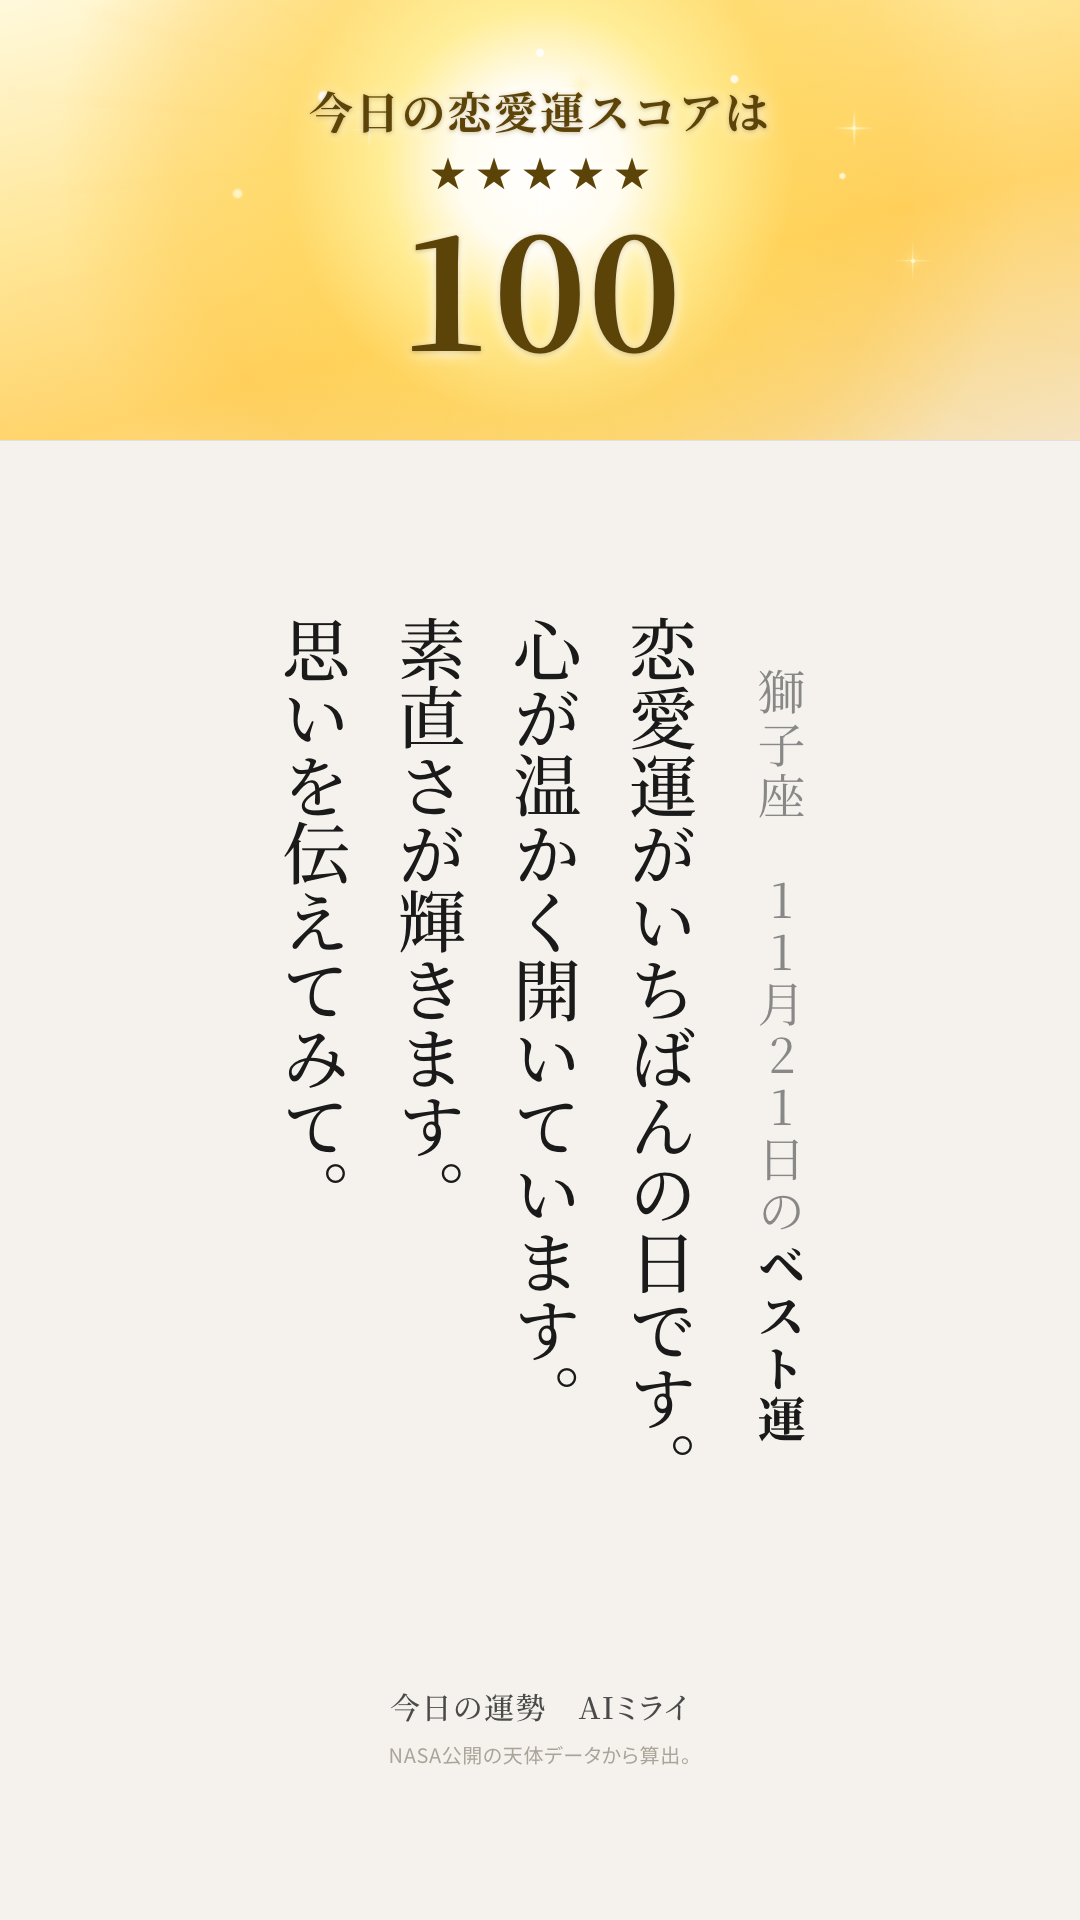 今日の恋愛運スコアは
★★★★★
100
獅子座　11月21日のベスト運
恋愛運がいちばんの日です。
心が温かく開いています。
素直さが輝きます。
思いを伝えてみて。
今日の運勢　AIミライ
NASA公開の天体データから算出。